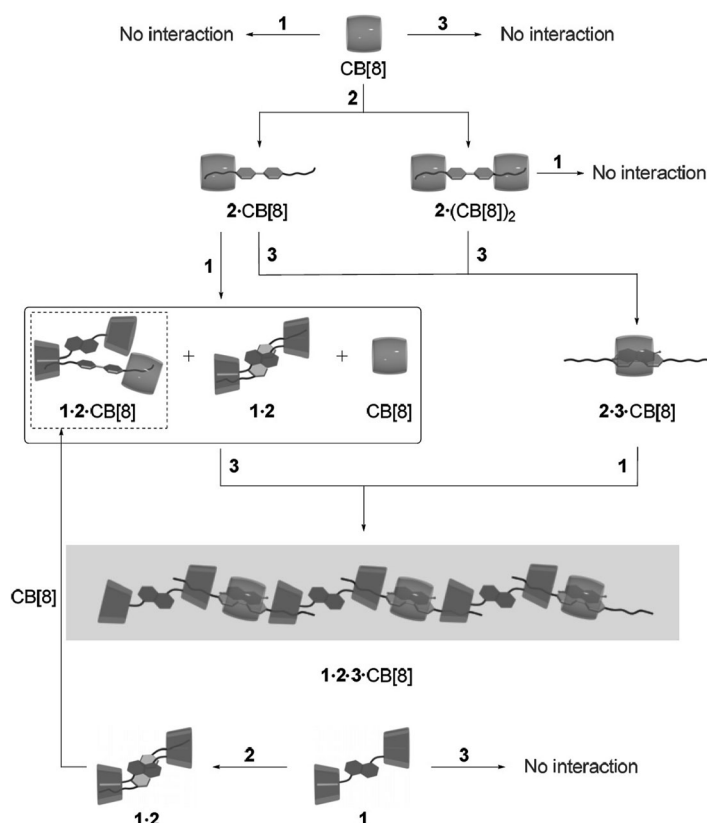 No interaction
1
3
No interaction
CB[8]
2
1
No interaction
2·CB[8]
2·(CB[8])₂
1
3
3
+
+
1·2·CB[8]
1·2
CB[8]
2·3·CB[8]
3
1
CB[8]
1·2·3·CB[8]
2
3
No interaction
1·2
1